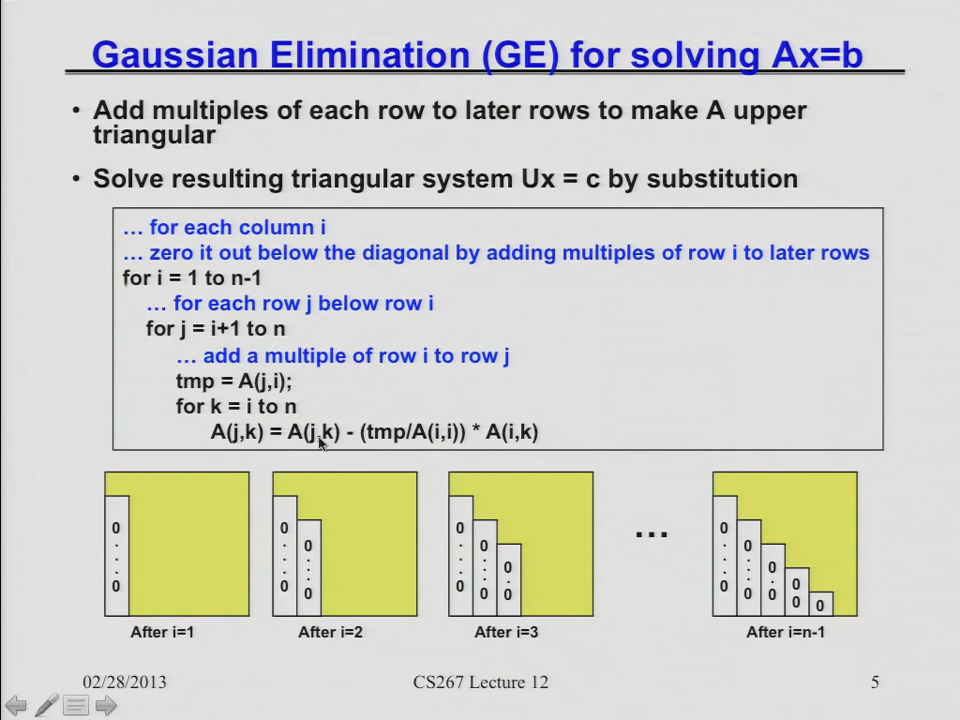 Gaussian Elimination (GE) for solving Ax=b
• Add multiples of each row to later rows to make A upper
triangular
• Solve resulting triangular system Ux = c by substitution
… for each column i
… zero it out below the diagonal by adding multiples of row i to later rows
for i = 1 to n-1
… for each row j below row i
for j = i+1 to n
… add a multiple of row i to row j
tmp = A(j,i);
for k = i to n
A(j,k) = A(j,k) - (tmp/A(i,i)) * A(i,k)
0
.
.
.
0
0
.
.
.
0
0
.
.
.
0
0
.
.
.
0
0
.
.
.
0
0
.
0
…
0
.
.
.
0
0
.
.
.
0
0
.
0
0
0
0
After i=1
After i=2
After i=3
After i=n-1
02/28/2013
CS267 Lecture 12
5